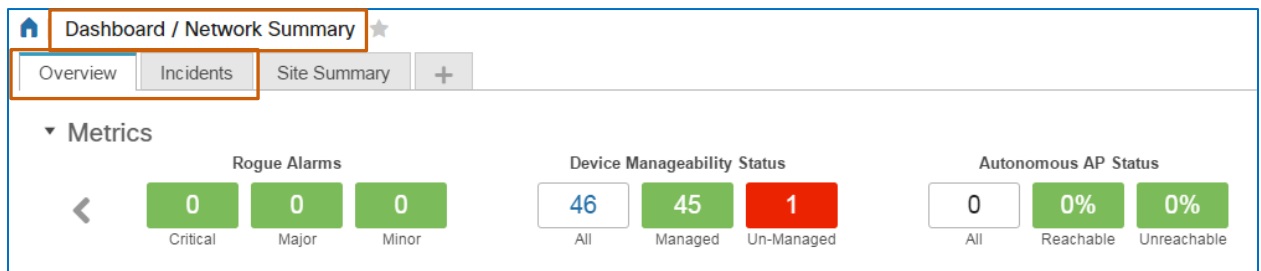 Dashboard / Network Summary
Overview Incidents Site Summary +
Metrics
Rogue Alarms Device Manageability Status Autonomous AP Status
0 0 0 46 45 1 0 0% 0%
Critical Major Minor All Managed Un-Managed All Reachable Unreachable